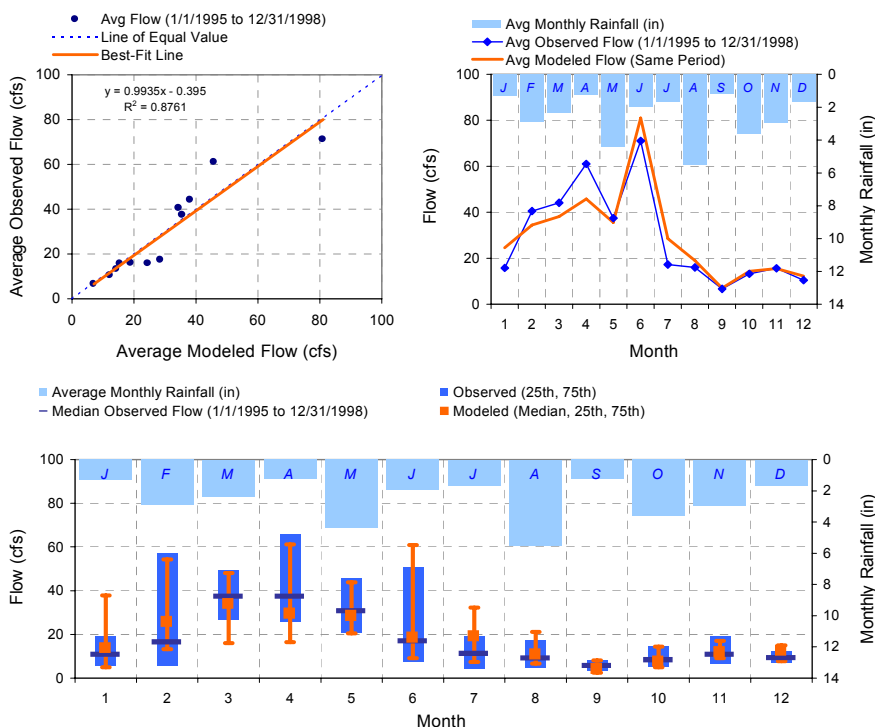 Avg Flow (1/1/1995 to 12/31/1998)
Line of Equal Value
Best-Fit Line
y = 0.9935x - 0.395
R² = 0.8761
Average Observed Flow (cfs)
100
80
60
40
20
0
0 20 40 60 80 100
Average Modeled Flow (cfs)
Avg Monthly Rainfall (in)
Avg Observed Flow (1/1/1995 to 12/31/1998)
Avg Modeled Flow (Same Period)
J F M A M J J A S O N D
Flow (cfs)
100
80
60
40
20
0
0
2
4
6
8
10
12
14
Monthly Rainfall (in)
1 2 3 4 5 6 7 8 9 10 11 12
Month
Average Monthly Rainfall (in)
Median Observed Flow (1/1/1995 to 12/31/1998)
Observed (25th, 75th)
Modeled (Median, 25th, 75th)
J F M A M J J A S O N D
Flow (cfs)
100
80
60
40
20
0
0
2
4
6
8
10
12
14
Monthly Rainfall (in)
1 2 3 4 5 6 7 8 9 10 11 12
Month